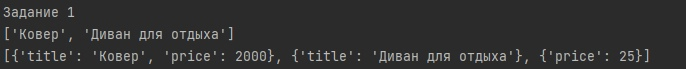 Задание 1
['Ковер', 'Диван для отдыха']
[{'title': 'Ковер', 'price': 2000}, {'title': 'Диван для отдыха'}, {'price': 25}]